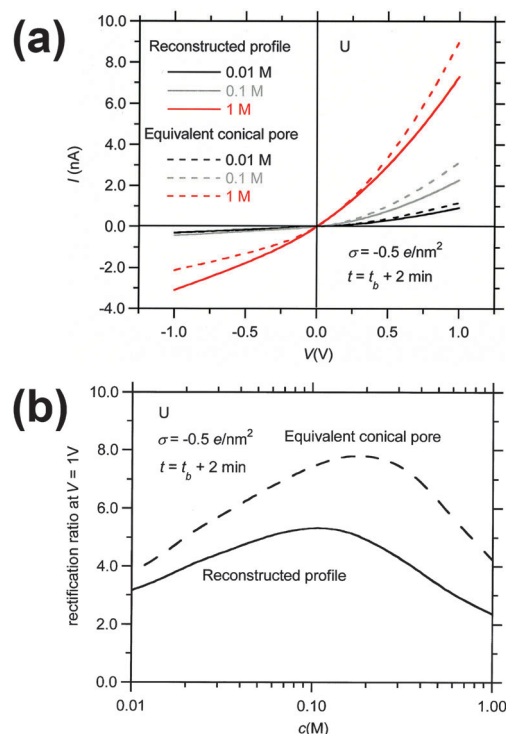 (a)
Reconstructed profile
0.01 M
0.1 M
1 M
Equivalent conical pore
0.01 M
0.1 M
1 M
U
σ = -0.5 e/nm²
t = t_b + 2 min
I (nA)
10.0
8.0
6.0
4.0
2.0
0.0
-2.0
-4.0
-1.0 -0.5 0.0 0.5 1.0
V(V)
(b)
U
σ = -0.5 e/nm²
t = t_b + 2 min
Equivalent conical pore
Reconstructed profile
rectification ratio at V = 1V
10.0
8.0
6.0
4.0
2.0
0.0
0.01 0.10 1.00
c(M)